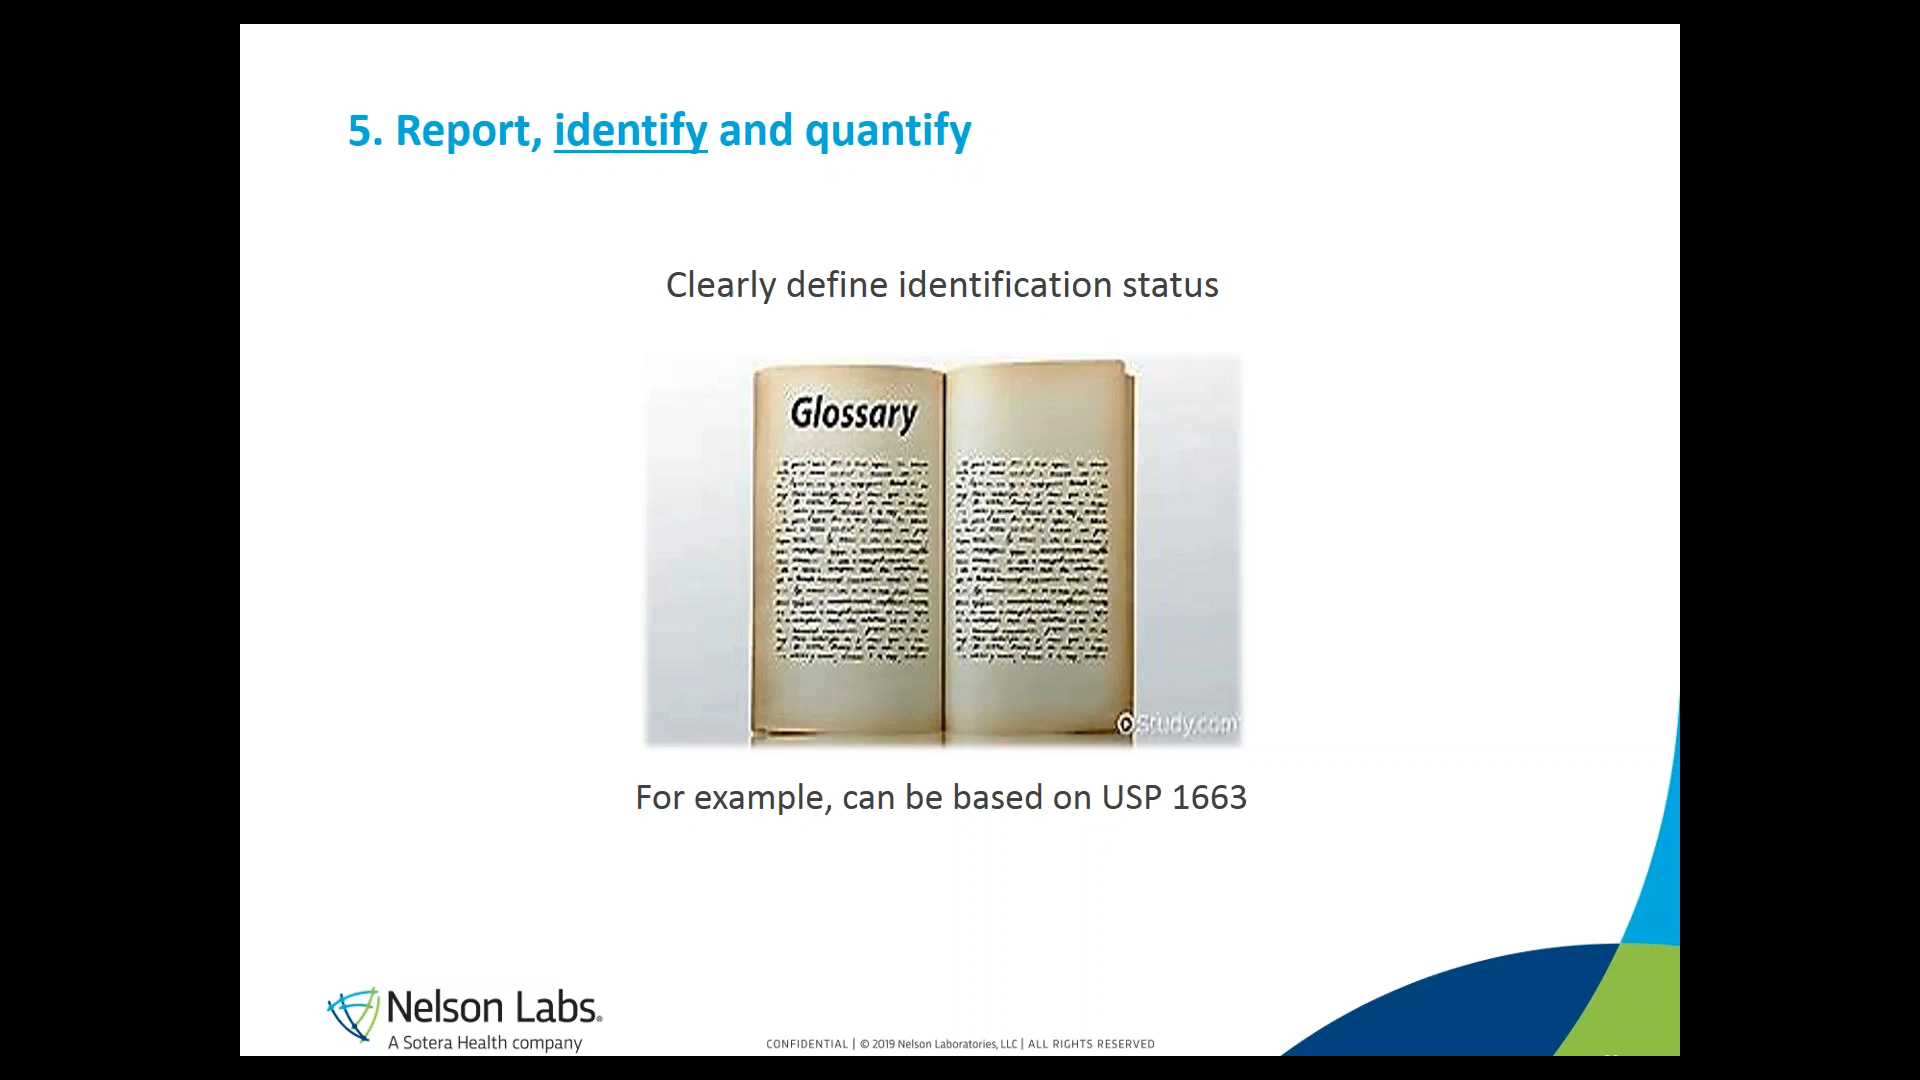 5. Report, identify and quantify
Clearly define identification status
Glossary
Study.com
For example, can be based on USP 1663
Nelson Labs®
A Sotera Health company
CONFIDENTIAL | © 2019 Nelson Laboratories, LLC | ALL RIGHTS RESERVED